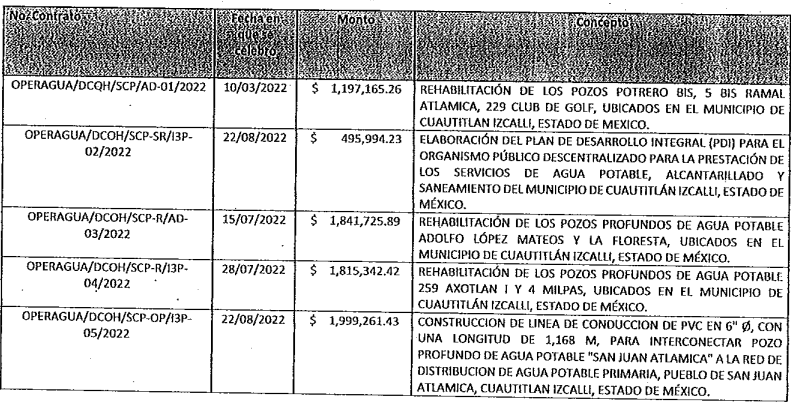 No. Contrato
Fecha en
que se
celebro
Monto
Concepto
OPERAGUA/DCQH/SCP/AD-01/2022
10/03/2022
$ 1,197,165.26
REHABILITACIÓN DE LOS POZOS POTRERO BIS, 5 BIS RAMAL
ATLAMICA, 229 CLUB DE GOLF, UBICADOS EN EL MUNICIPIO DE
CUAUTITLAN IZCALLI, ESTADO DE MEXICO.
OPERAGUA/DCOH/SCP-SR/I3P-
02/2022
22/08/2022
$ 495,994.23
ELABORACIÓN DEL PLAN DE DESARROLLO INTEGRAL (PDI) PARA EL
ORGANISMO PÚBLICO DESCENTRALIZADO PARA LA PRESTACIÓN DE
LOS SERVICIOS DE AGUA POTABLE, ALCANTARILLADO Y
SANEAMIENTO DEL MUNICIPIO DE CUAUTITLÁN IZCALLI, ESTADO DE
MÉXICO.
OPERAGUA/DCOH/SCP-R/AD-
03/2022
15/07/2022
$ 1,841,725.89
REHABILITACIÓN DE LOS POZOS PROFUNDOS DE AGUA POTABLE
ADOLFO LÓPEZ MATEOS Y LA FLORESTA, UBICADOS EN EL
MUNICIPIO DE CUAUTITLÁN IZCALLI, ESTADO DE MÉXICO.
OPERAGUA/DCOH/SCP-R/I3P-
04/2022
28/07/2022
$ 1,815,342.42
REHABILITACIÓN DE LOS POZOS PROFUNDOS DE AGUA POTABLE
259 AXOTLAN I Y 4 MILPAS, UBICADOS EN EL MUNICIPIO DE
CUAUTITLÁN IZCALLI, ESTADO DE MÉXICO.
OPERAGUA/DCOH/SCP-OP/I3P-
05/2022
22/08/2022
$ 1,999,261.43
CONSTRUCCION DE LINEA DE CONDUCCION DE PVC EN 6" Ø, CON
UNA LONGITUD DE 1,168 M, PARA INTERCONECTAR POZO
PROFUNDO DE AGUA POTABLE "SAN JUAN ATLAMICA" A LA RED DE
DISTRIBUCION DE AGUA POTABLE PRIMARIA, PUEBLO DE SAN JUAN
ATLAMICA, CUAUTITLAN IZCALLI, ESTADO DE MÉXICO.